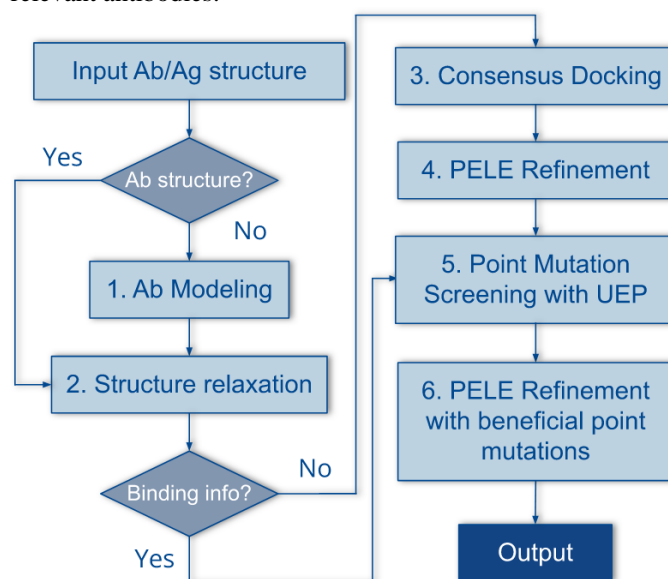 relevant antibodies.
Input Ab/Ag structure
Yes
Ab structure?
No
1. Ab Modeling
2. Structure relaxation
Binding info?
No
Yes
3. Consensus Docking
4. PELE Refinement
5. Point Mutation
Screening with UEP
6. PELE Refinement
with beneficial point
mutations
Output